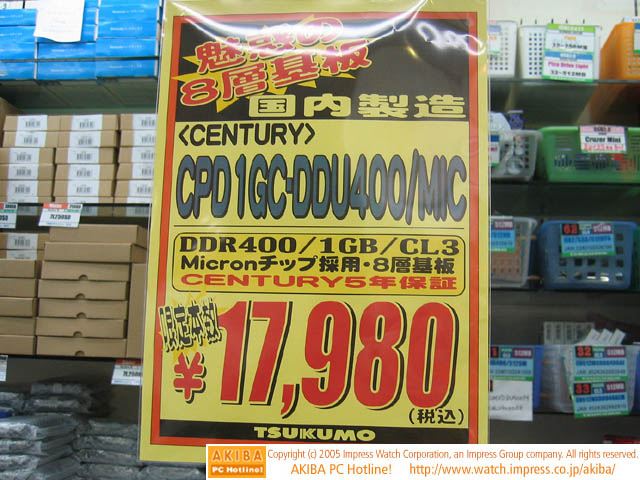 魅惑の
8層基板
国内製造
<CENTURY>
CPD1GC-DDU400/MIC
DDR400/1GB/CL3
Micronチップ採用・8層基板
CENTURY5年保証
限定本数
¥17,980
(税込)
TSUKUMO
Cruzer Mini
AKIBA
PC Hotline!
Copyright (c) 2005 Impress Watch Corporation, an Impress Group company. All rights reserved.
AKIBA PC Hotline! http://www.watch.impress.co.jp/akiba/